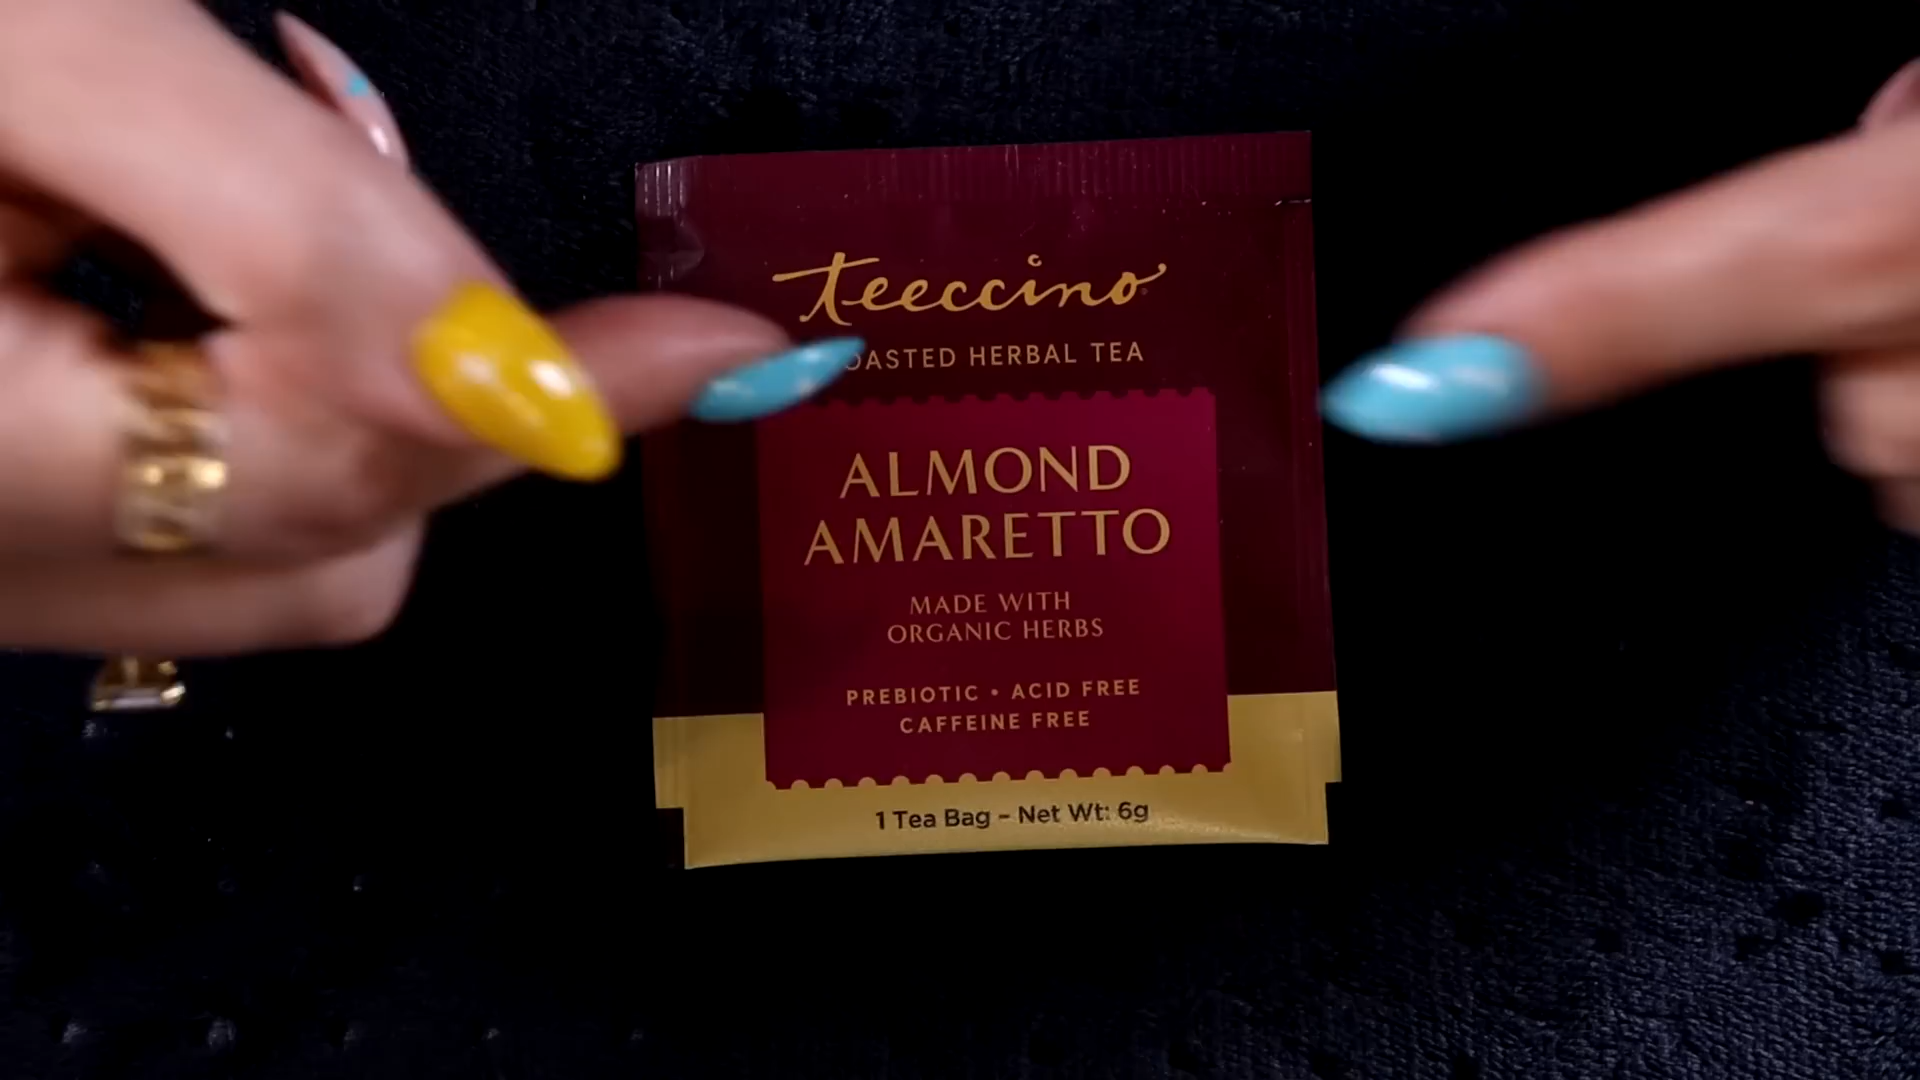 teeccino
OASTED HERBAL TEA
ALMOND
AMARETTO
MADE WITH
ORGANIC HERBS
PREBIOTIC • ACID FREE
CAFFEINE FREE
1 Tea Bag – Net Wt: 6g